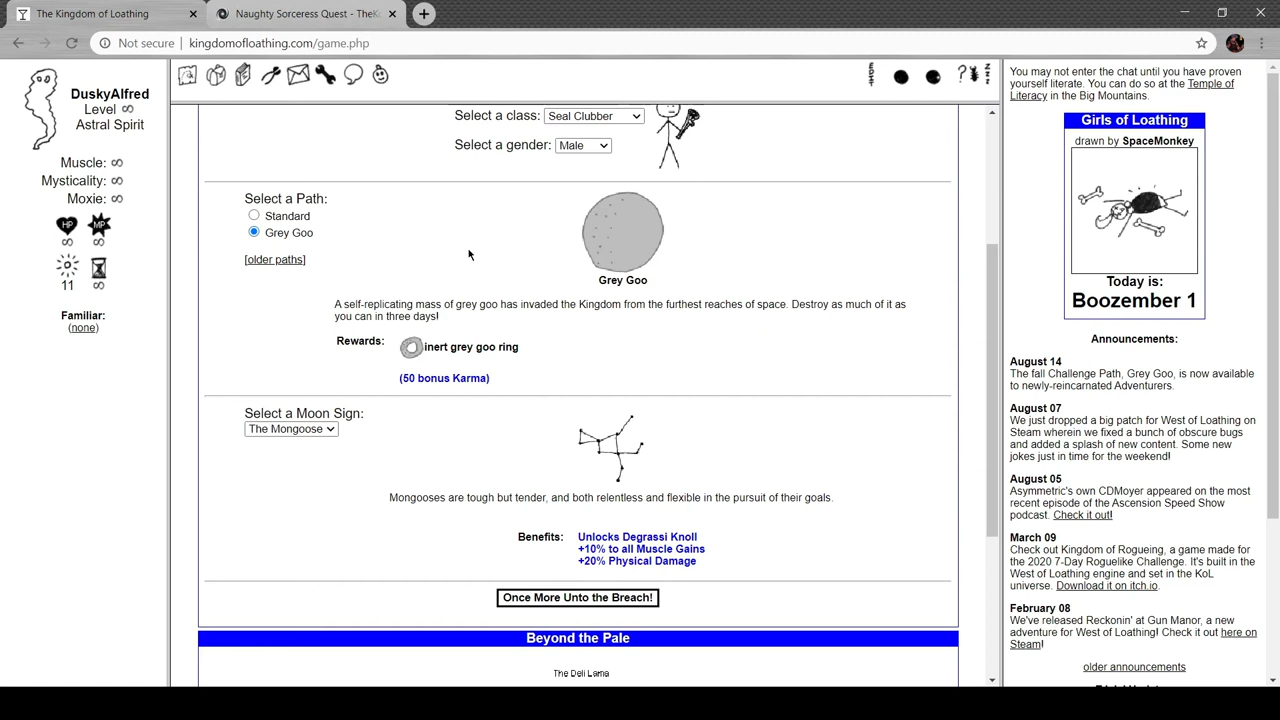 The Kingdom of Loathing
Naughty Sorceress Quest - TheK
Not secure | kingdomofloathing.com/game.php
DuskyAlfred
Level ∞
Astral Spirit
Muscle: ∞
Mysticality: ∞
Moxie: ∞
HP MP
∞ ∞
11 ∞
Familiar:
(none)
EDIT
ZZZ
Select a class: Seal Clubber
Select a gender: Male
Select a Path:
Standard
Grey Goo
[older paths]
Grey Goo
A self-replicating mass of grey goo has invaded the Kingdom from the furthest reaches of space. Destroy as much of it as
you can in three days!
Rewards: inert grey goo ring
(50 bonus Karma)
Select a Moon Sign:
The Mongoose
Mongooses are tough but tender, and both relentless and flexible in the pursuit of their goals.
Benefits: Unlocks Degrassi Knoll
+10% to all Muscle Gains
+20% Physical Damage
Once More Unto the Breach!
Beyond the Pale
The Deli Lama
You may not enter the chat until you have proven
yourself literate. You can do so at the Temple of
Literacy in the Big Mountains.
Girls of Loathing
drawn by SpaceMonkey
Today is:
Boozember 1
Announcements:
August 14
The fall Challenge Path, Grey Goo, is now available
to newly-reincarnated Adventurers.
August 07
We just dropped a big patch for West of Loathing on
Steam wherein we fixed a bunch of obscure bugs
and added a splash of new content. Some new
jokes just in time for the weekend!
August 05
Asymmetric's own CDMoyer appeared on the most
recent episode of the Ascension Speed Show
podcast. Check it out!
March 09
Check out Kingdom of Rogueing, a game made for
the 2020 7-Day Roguelike Challenge. It's built in the
West of Loathing engine and set in the KoL
universe. Download it on itch.io.
February 08
We've released Reckonin' at Gun Manor, a new
adventure for West of Loathing! Check it out here on
Steam!
older announcements